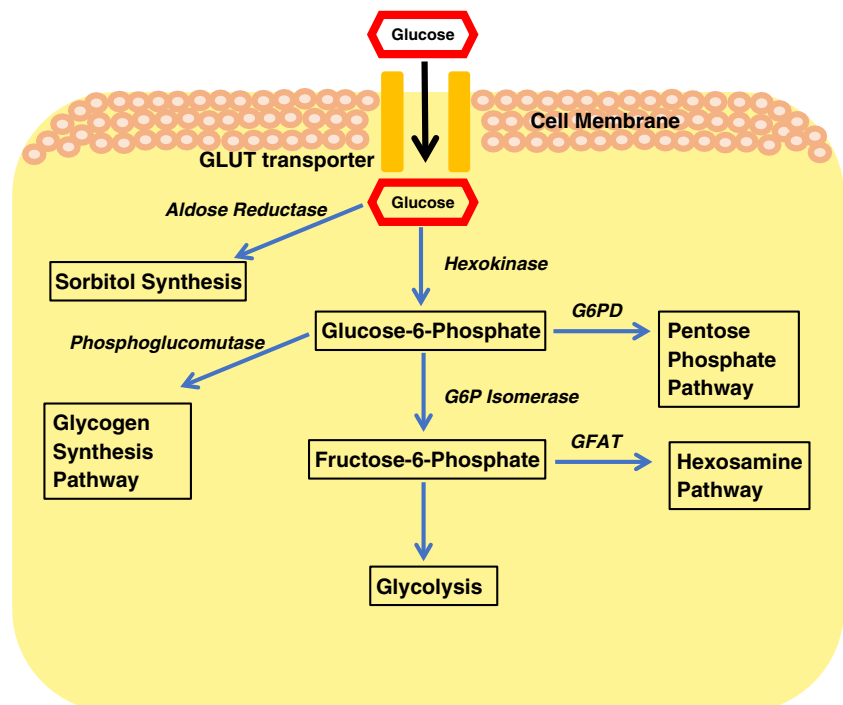 Glucose
Cell Membrane
GLUT transporter
Glucose
Aldose Reductase
Sorbitol Synthesis
Hexokinase
Glucose-6-Phosphate
G6PD
Pentose
Phosphate
Pathway
Phosphoglucomutase
Glycogen
Synthesis
Pathway
G6P Isomerase
Fructose-6-Phosphate
GFAT
Hexosamine
Pathway
Glycolysis